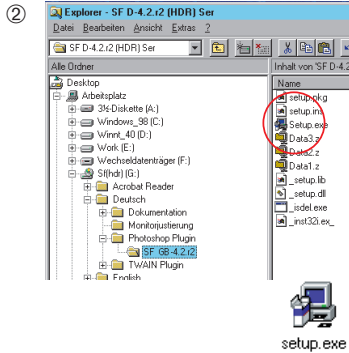 ②
Explorer - SF D-4.2.r2 (HDR) Ser
Datei Bearbeiten Ansicht Extras ?
SF D-4.2.r2 (HDR) Ser
Alle Ordner
Desktop
Arbeitsplatz
3½-Diskette (A:)
Windows_98 (C:)
Winnt_40 (D:)
Work (E:)
Wechseldatenträger (F:)
Sf(hdr) (G:)
Acrobat Reader
Deutsch
Dokumentation
Monitorjustierung
Photoshop Plugin
SF GB-4.2.r2
TWAIN Plugin
English
Inhalt von 'SF D-4.2
Name
setup.pkg
setup.ins
Setup.exe
Data3.z
Data2.z
Data1.z
_setup.lib
_setup.dll
_isdel.exe
_inst32i.ex_
setup.exe